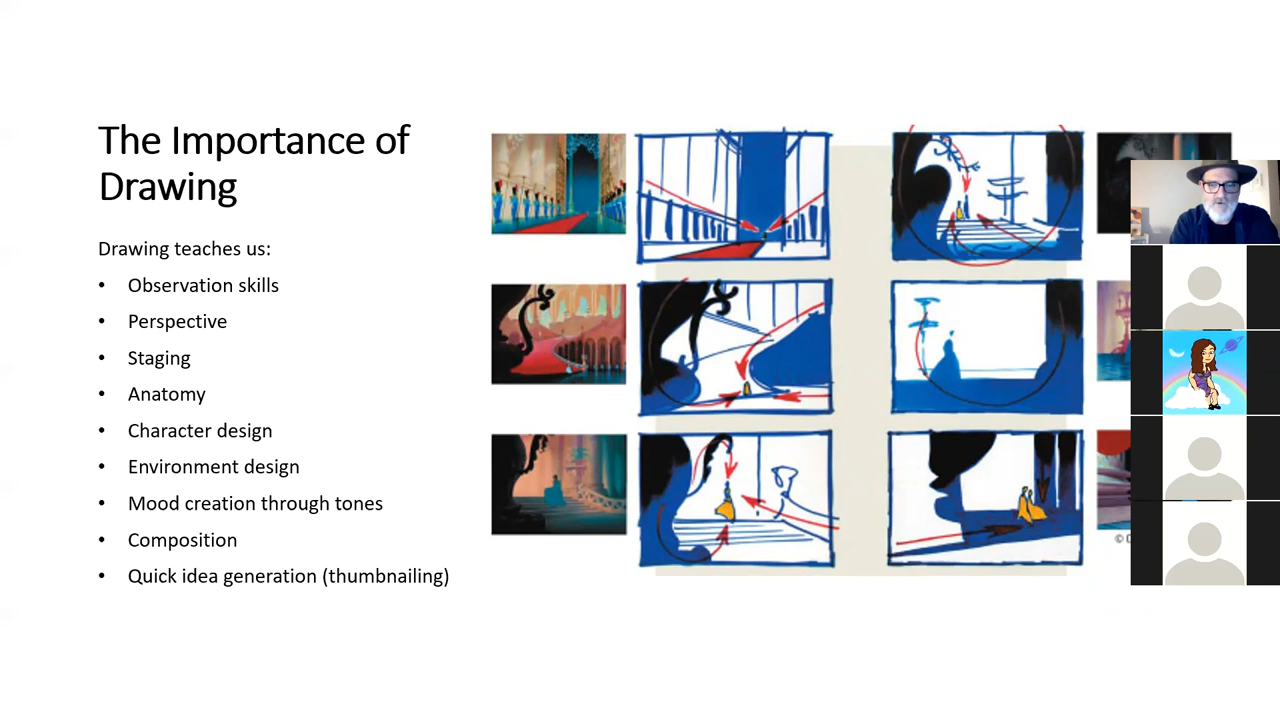 The Importance of
Drawing
Drawing teaches us:
• Observation skills
• Perspective
• Staging
• Anatomy
• Character design
• Environment design
• Mood creation through tones
• Composition
• Quick idea generation (thumbnailing)
©